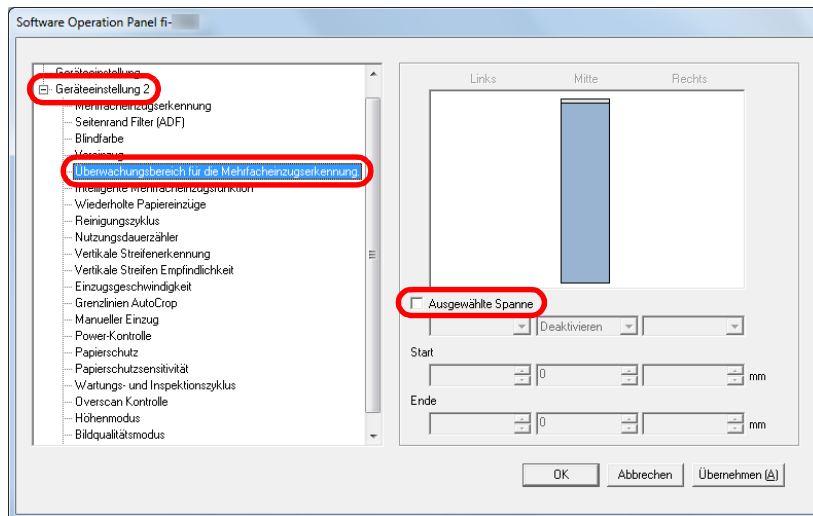 Software Operation Panel fi-
Geräteeinstellung
Geräteeinstellung 2
Mehrfacheinzugserkennung
Seitenrand Filter (ADF)
Blindfarbe
Voreinzug
Überwachungsbereich für die Mehrfacheinzugserkennung.
Intelligente Mehrfacheinzugsfunktion
Wiederholte Papiereinzüge
Reinigungszyklus
Nutzungsdauerzähler
Vertikale Streifenerkennung
Vertikale Streifen Empfindlichkeit
Einzugsgeschwindigkeit
Grenzlinien AutoCrop
Manueller Einzug
Power-Kontrolle
Papierschutz
Papierschutzsensitivität
Wartungs- und Inspektionszyklus
Overscan Kontrolle
Höhenmodus
Bildqualitätsmodus
Links Mitte Rechts
Ausgewählte Spanne
Deaktivieren
Start
0 mm
Ende
0 mm
OK Abbrechen Übernehmen (A)